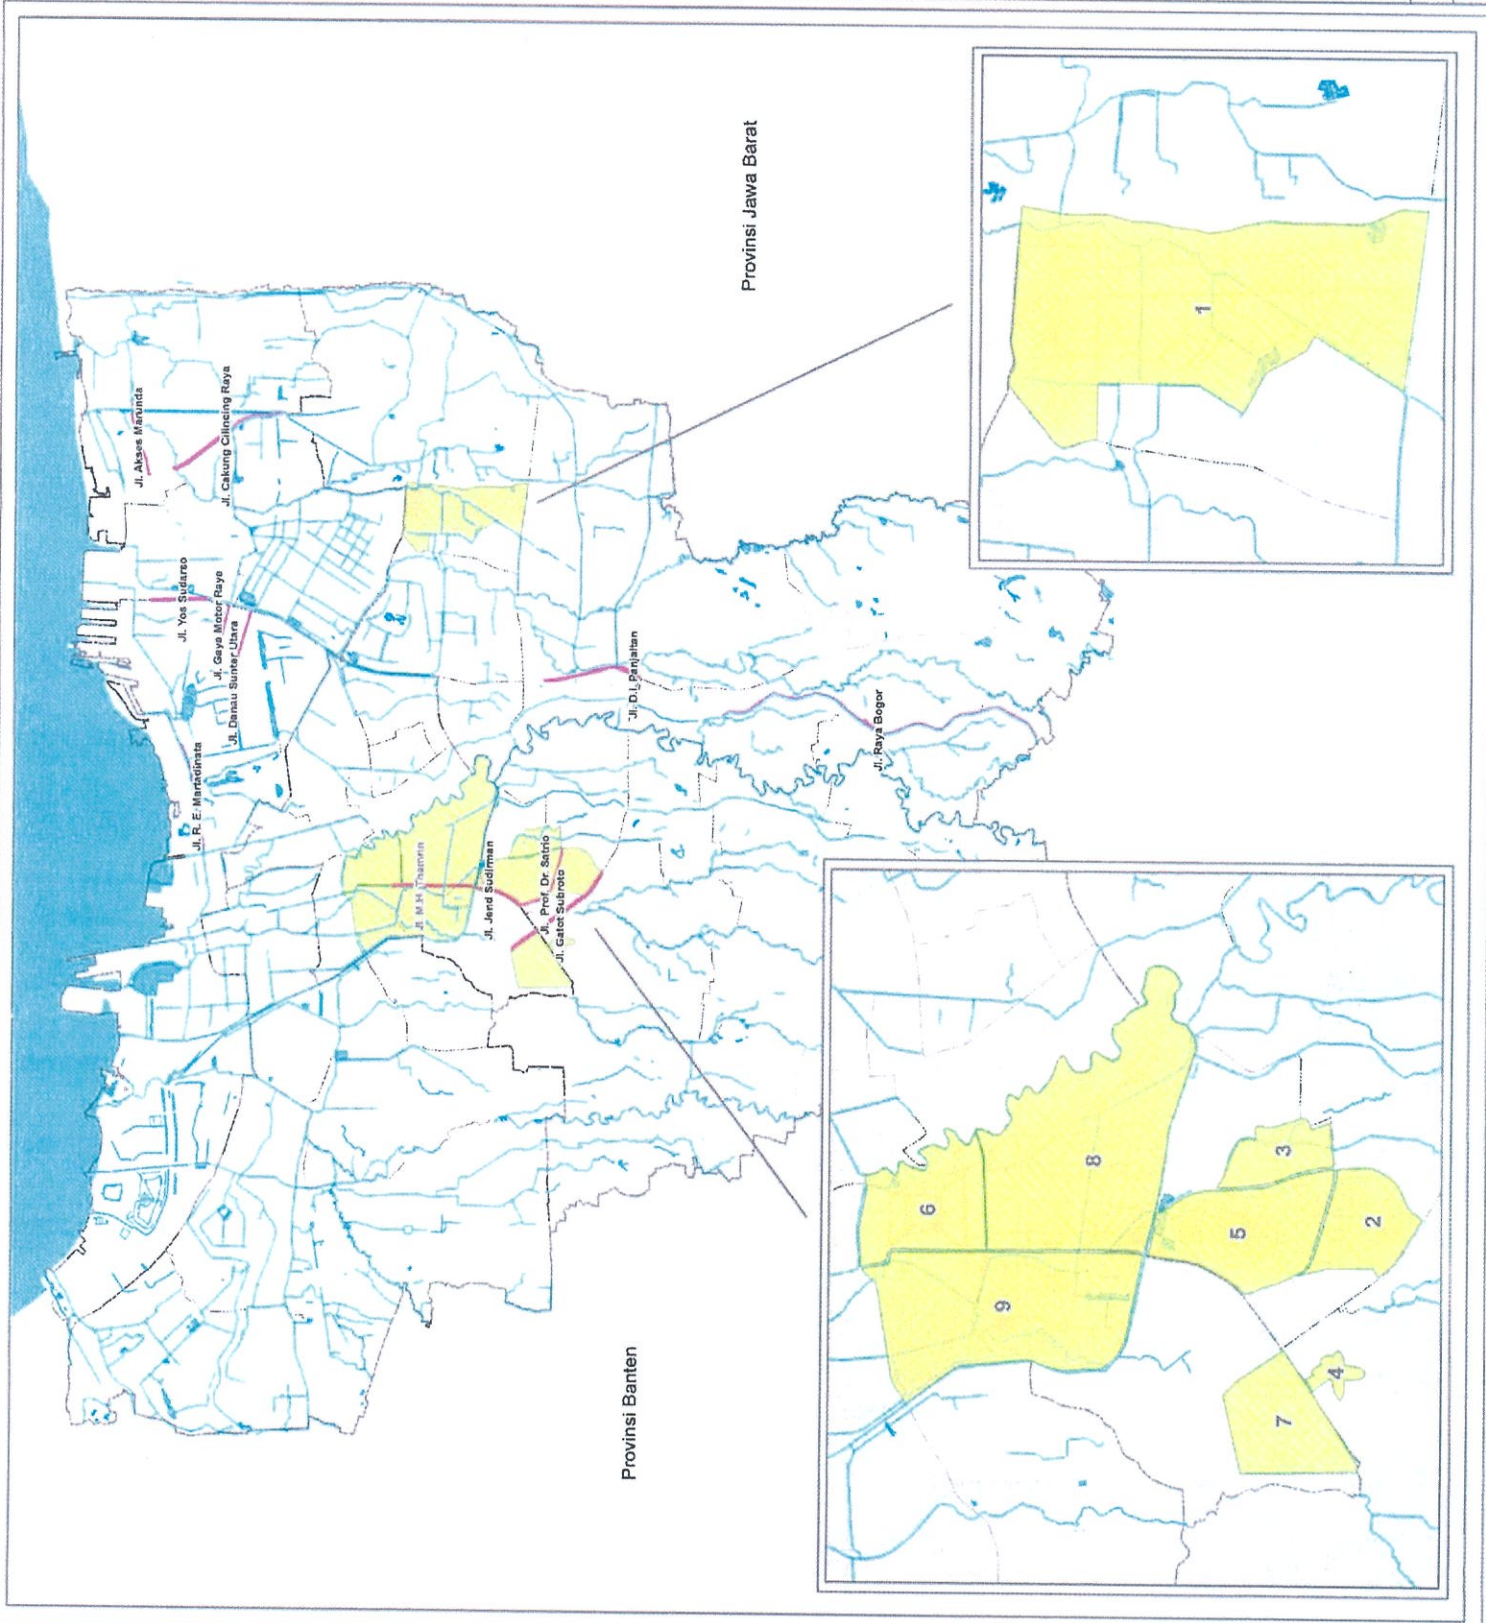 Provinsi Jawa Barat
Jl. Akses Marunda
Jl. Cakung Cilincing Raya
Jl. Yos Sudarso
Jl. Gaya Motor Raya
Jl. Danau Sunter Utara
Jl. R. E. Martadinata
Jl. D.I. Panjaitan
Jl. Raya Bogor
Jl. M.H. Thamrin
Jl. Jend Sudirman
Jl. Prof. Dr. Satrio
Jl. Gatot Subroto
Provinsi Banten
1
6
8
3
9
5
2
7
4